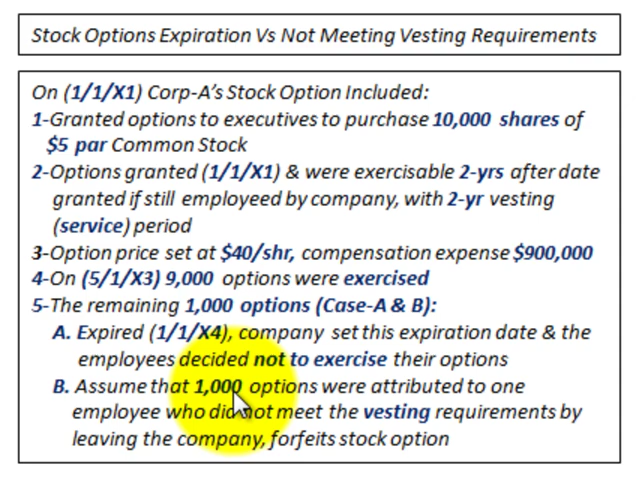 Stock Options Expiration Vs Not Meeting Vesting Requirements
On (1/1/X1) Corp-A's Stock Option Included:
1-Granted options to executives to purchase 10,000 shares of
$5 par Common Stock
2-Options granted (1/1/X1) & were exercisable 2-yrs after date
granted if still employeed by company, with 2-yr vesting
(service) period
3-Option price set at $40/shr, compensation expense $900,000
4-On (5/1/X3) 9,000 options were exercised
5-The remaining 1,000 options (Case-A & B):
A. Expired (1/1/X4), company set this expiration date & the
employees decided not to exercise their options
B. Assume that 1,000 options were attributed to one
employee who did not meet the vesting requirements by
leaving the company, forfeits stock option